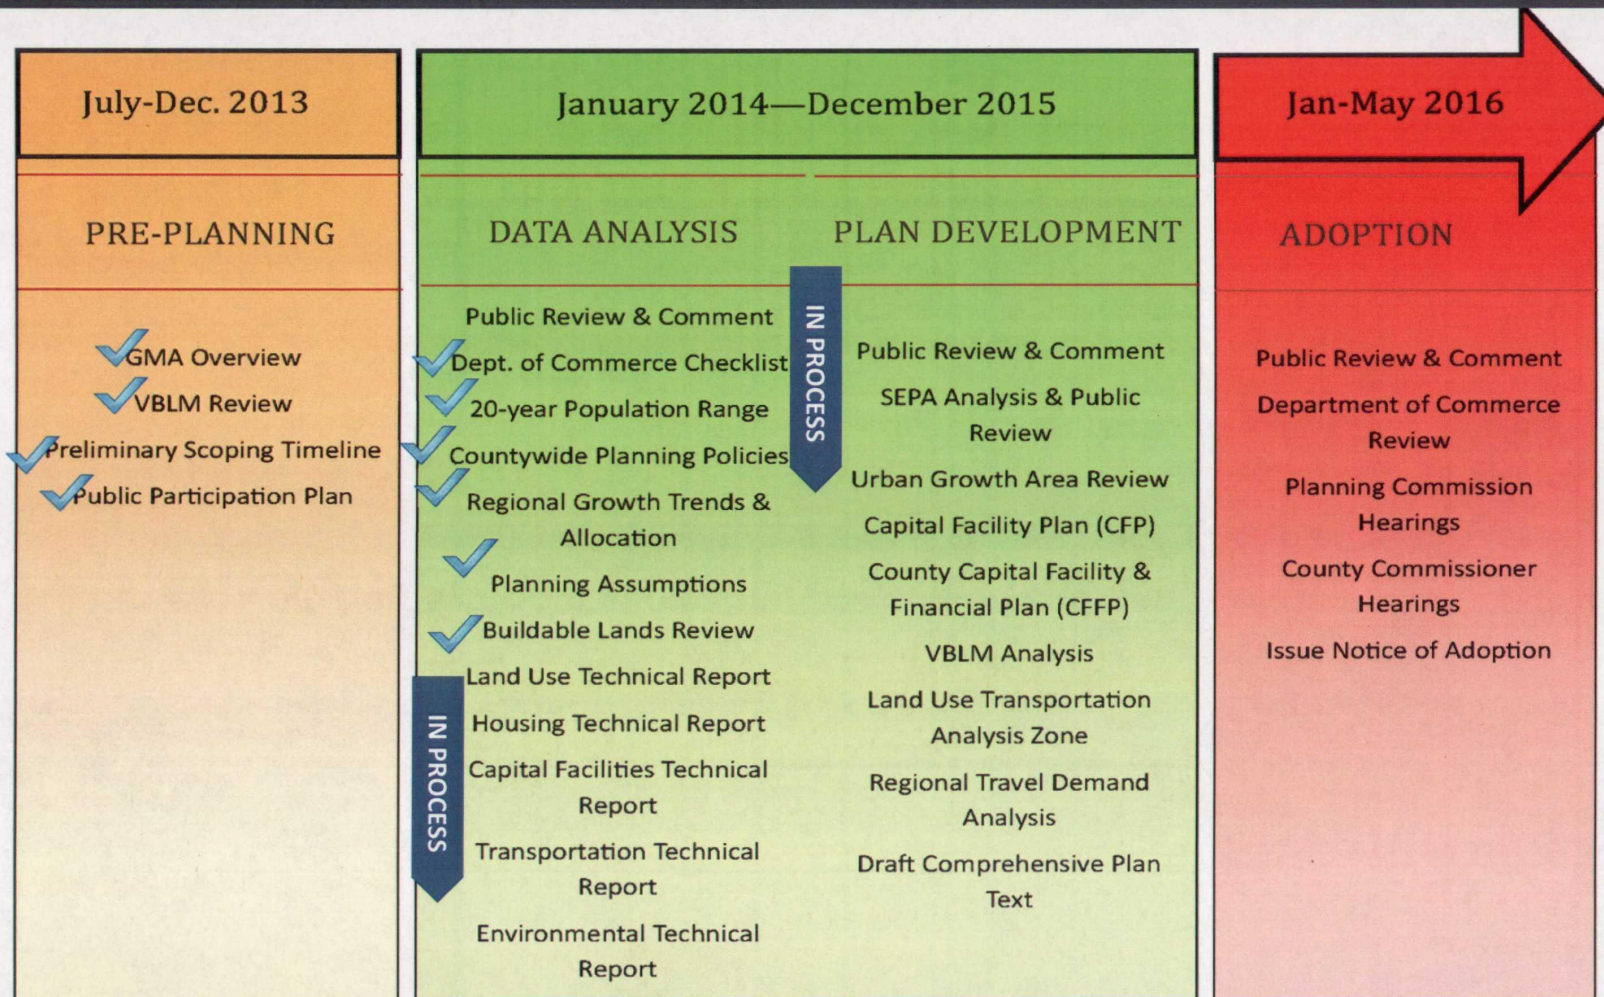 July-Dec. 2013
PRE-PLANNING
GMA Overview
VBLM Review
Preliminary Scoping Timeline
Public Participation Plan
January 2014—December 2015
DATA ANALYSIS
Public Review & Comment
Dept. of Commerce Checklist
20-year Population Range
Countywide Planning Policies
Regional Growth Trends &
Allocation
Planning Assumptions
Buildable Lands Review
Land Use Technical Report
Housing Technical Report
Capital Facilities Technical
Report
Transportation Technical
Report
Environmental Technical
Report
IN PROCESS
PLAN DEVELOPMENT
IN PROCESS
Public Review & Comment
SEPA Analysis & Public
Review
Urban Growth Area Review
Capital Facility Plan (CFP)
County Capital Facility &
Financial Plan (CFFP)
VBLM Analysis
Land Use Transportation
Analysis Zone
Regional Travel Demand
Analysis
Draft Comprehensive Plan
Text
Jan-May 2016
ADOPTION
Public Review & Comment
Department of Commerce
Review
Planning Commission
Hearings
County Commissioner
Hearings
Issue Notice of Adoption